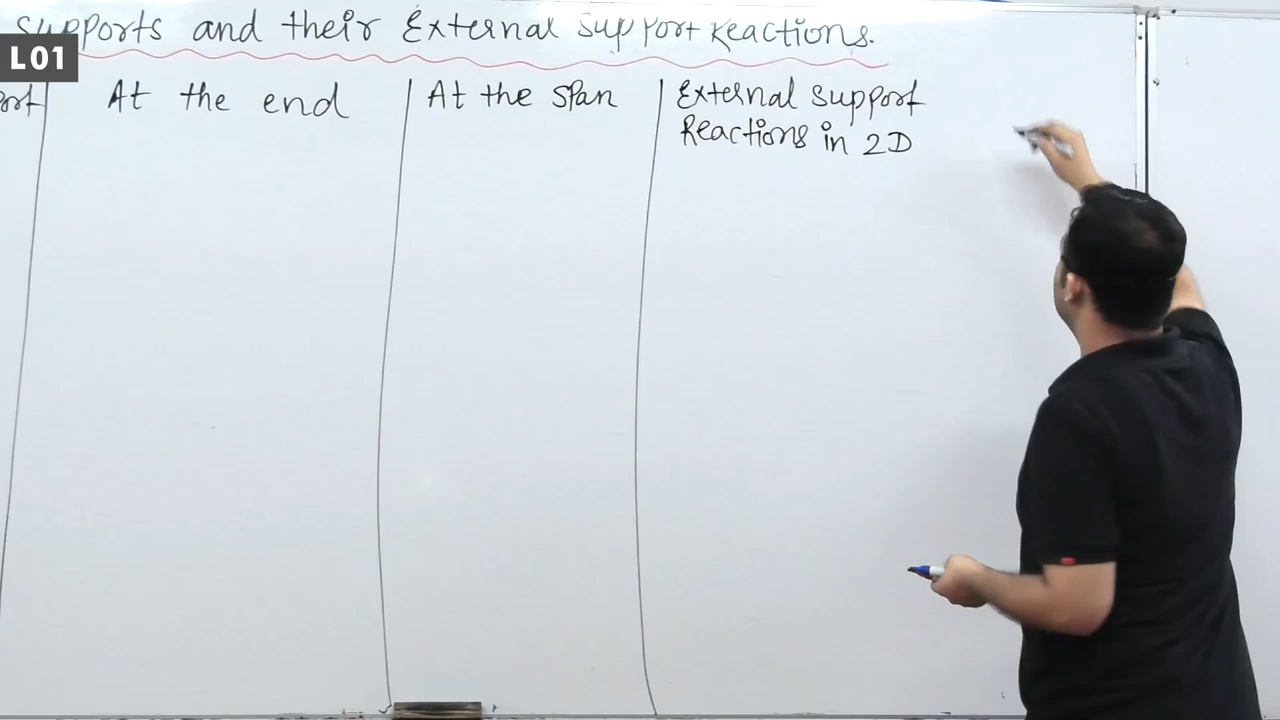 Supports and their External Support Reactions.
L01
At the end
At the span
External support
Reactions in 2D